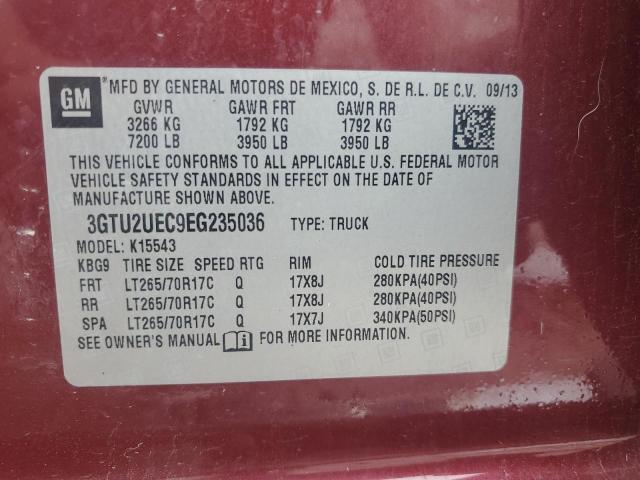 GM ® MFD BY GENERAL MOTORS DE MEXICO, S. DE R.L. DE C.V. 09/13
GVWR GAWR FRT GAWR RR
3266 KG 1792 KG 1792 KG
7200 LB 3950 LB 3950 LB
THIS VEHICLE CONFORMS TO ALL APPLICABLE U.S. FEDERAL MOTOR
VEHICLE SAFETY STANDARDS IN EFFECT ON THE DATE OF
MANUFACTURE SHOWN ABOVE.
3GTU2UEC9EG235036 TYPE: TRUCK
MODEL: K15543
KBG9 TIRE SIZE SPEED RTG RIM COLD TIRE PRESSURE
FRT LT265/70R17C Q 17X8J 280KPA(40PSI)
RR LT265/70R17C Q 17X8J 280KPA(40PSI)
SPA LT265/70R17C Q 17X7J 340KPA(50PSI)
SEE OWNER'S MANUAL i FOR MORE INFORMATION.